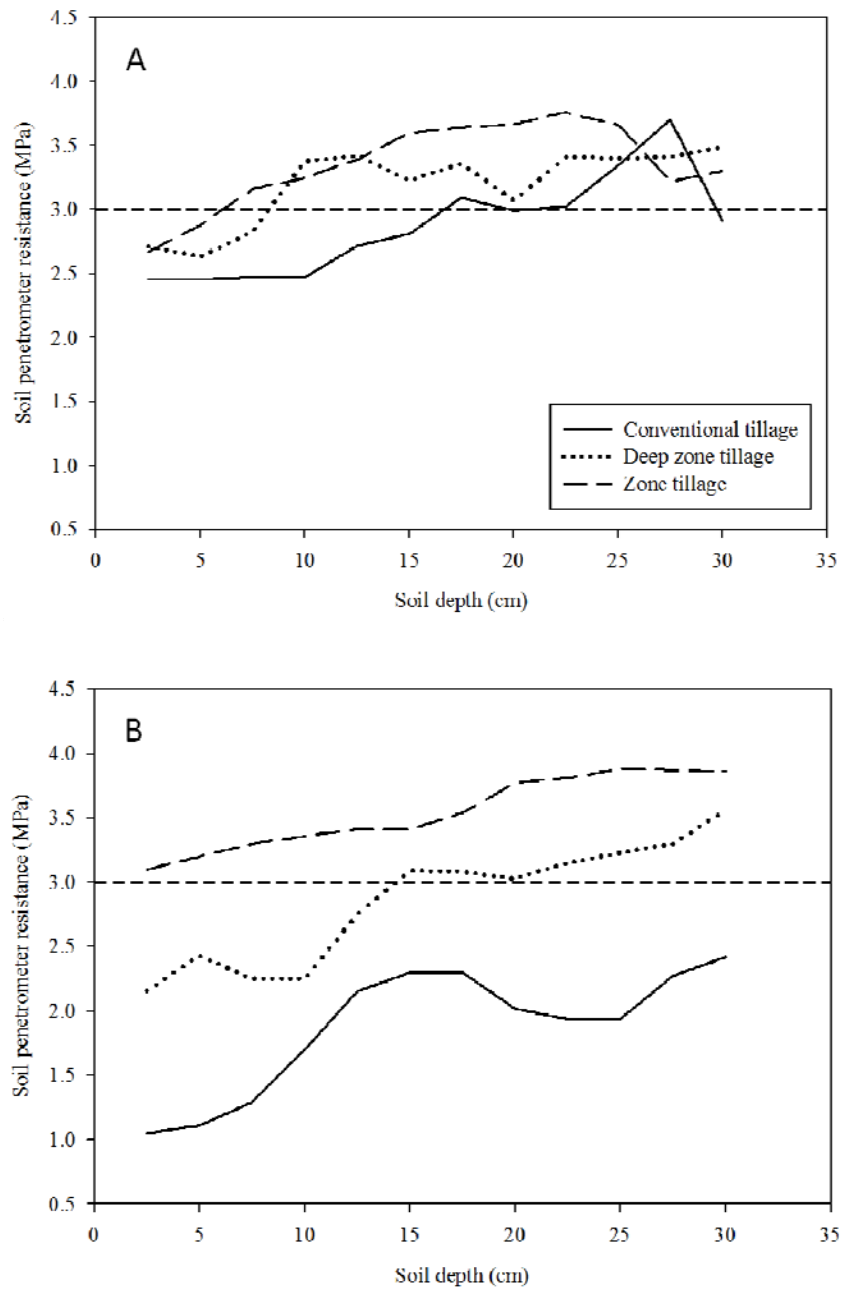 A
4.5
4.0
3.5
3.0
2.5
2.0
1.5
1.0
0.5
Soil penetrometer resistance (MPa)
Conventional tillage
Deep zone tillage
Zone tillage
0 5 10 15 20 25 30 35
Soil depth (cm)
B
4.5
4.0
3.5
3.0
2.5
2.0
1.5
1.0
0.5
Soil penetrometer resistance (MPa)
0 5 10 15 20 25 30 35
Soil depth (cm)